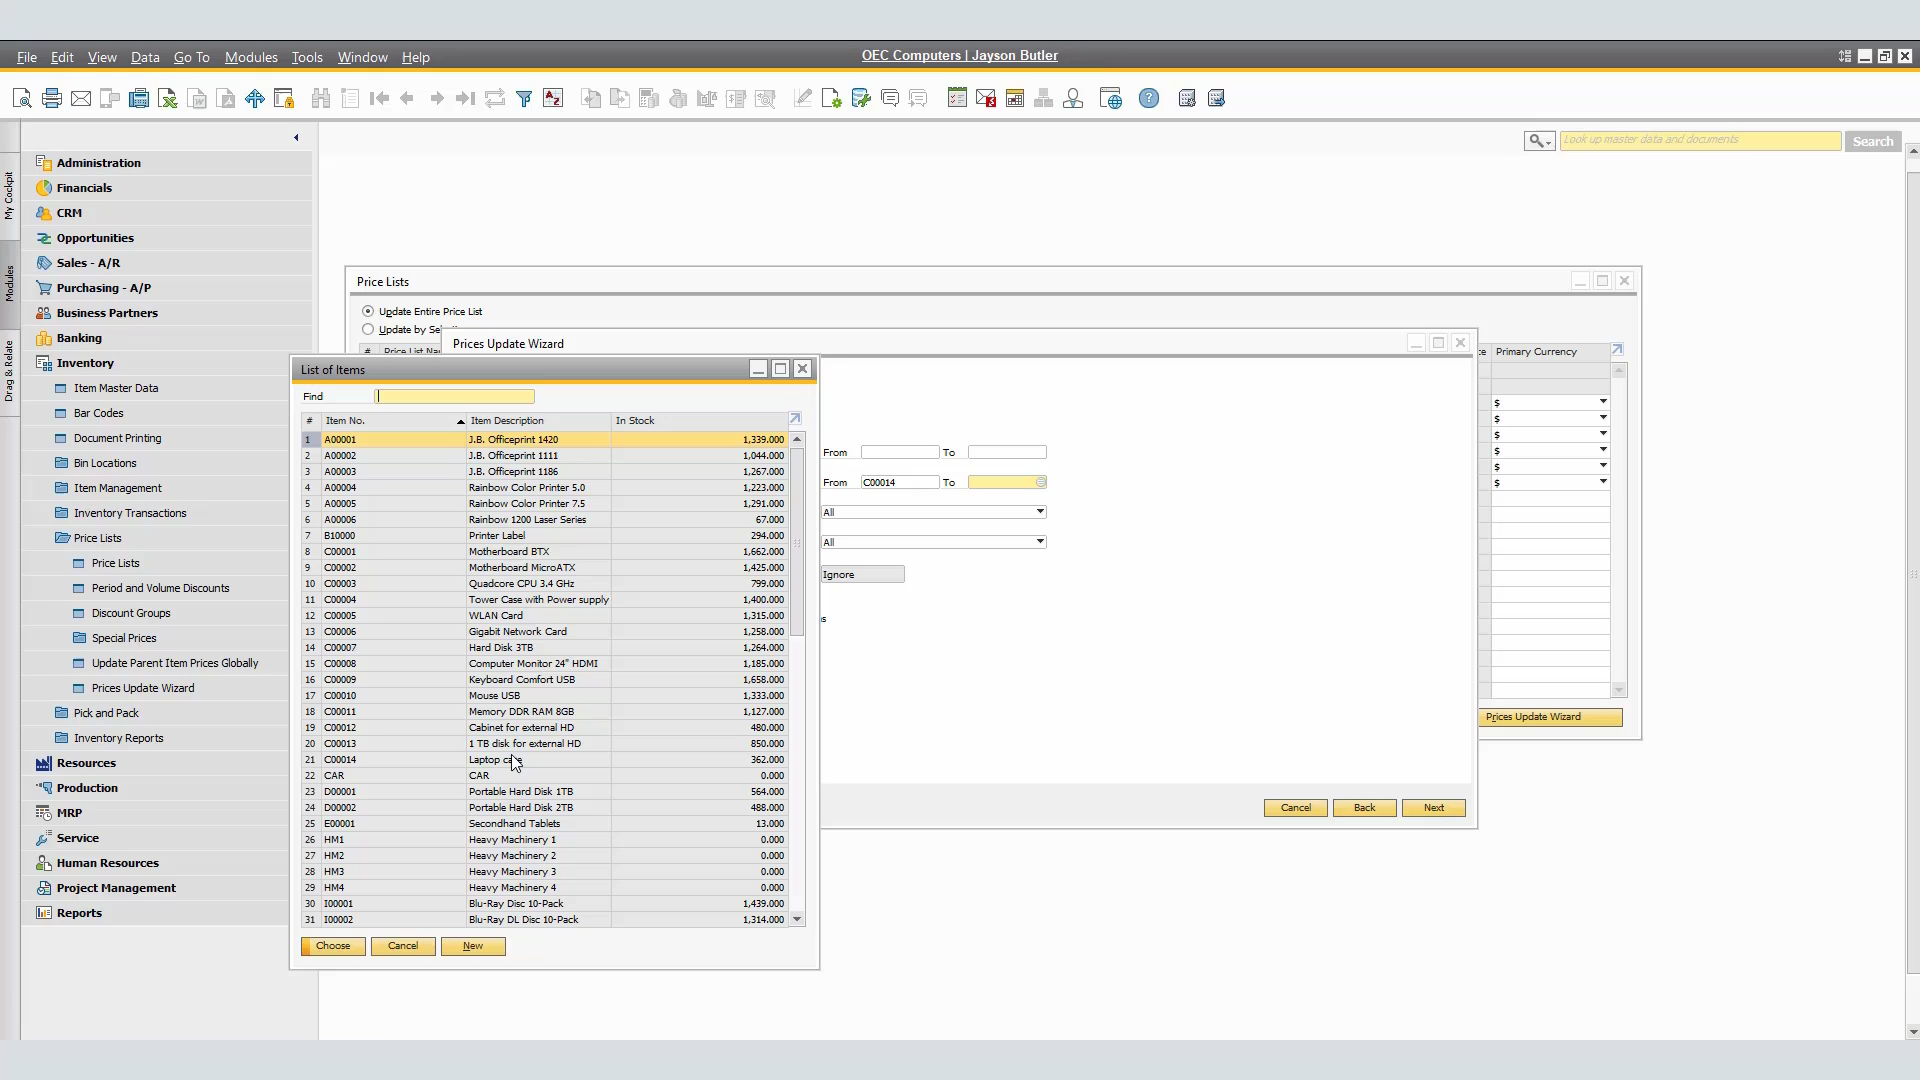 File Edit View Data Go To Modules Tools Window Help
OEC Computers | Jayson Butler
Look up master data and documents
Search
My Cockpit
Modules
Drag & Relate
Administration
Financials
CRM
Opportunities
Sales - A/R
Purchasing - A/P
Business Partners
Banking
Inventory
Item Master Data
Bar Codes
Document Printing
Bin Locations
Item Management
Inventory Transactions
Price Lists
Price Lists
Period and Volume Discounts
Discount Groups
Special Prices
Update Parent Item Prices Globally
Prices Update Wizard
Pick and Pack
Inventory Reports
Resources
Production
MRP
Service
Human Resources
Project Management
Reports
Price Lists
Update Entire Price List
Update by
Primary Currency
$
$
$
$
$
$
Prices Update Wizard
Prices Update Wizard
From To
From C00014 To
All
All
Ignore
Cancel Back Next
List of Items
Find
# Item No. Item Description In Stock
1 A00001 J.B. Officeprint 1420 1,339.000
2 A00002 J.B. Officeprint 1111 1,044.000
3 A00003 J.B. Officeprint 1186 1,267.000
4 A00004 Rainbow Color Printer 5.0 1,223.000
5 A00005 Rainbow Color Printer 7.5 1,291.000
6 A00006 Rainbow 1200 Laser Series 67.000
7 B10000 Printer Label 294.000
8 C00001 Motherboard BTX 1,662.000
9 C00002 Motherboard MicroATX 1,425.000
10 C00003 Quadcore CPU 3.4 GHz 799.000
11 C00004 Tower Case with Power supply 1,400.000
12 C00005 WLAN Card 1,315.000
13 C00006 Gigabit Network Card 1,258.000
14 C00007 Hard Disk 3TB 1,264.000
15 C00008 Computer Monitor 24" HDMI 1,185.000
16 C00009 Keyboard Comfort USB 1,658.000
17 C00010 Mouse USB 1,333.000
18 C00011 Memory DDR RAM 8GB 1,127.000
19 C00012 Cabinet for external HD 480.000
20 C00013 1 TB disk for external HD 850.000
21 C00014 Laptop 362.000
22 CAR CAR 0.000
23 D00001 Portable Hard Disk 1TB 564.000
24 D00002 Portable Hard Disk 2TB 488.000
25 E00001 Secondhand Tablets 13.000
26 HM1 Heavy Machinery 1 0.000
27 HM2 Heavy Machinery 2 0.000
28 HM3 Heavy Machinery 3 0.000
29 HM4 Heavy Machinery 4 0.000
30 I00001 Blu-Ray Disc 10-Pack 1,439.000
31 I00002 Blu-Ray DL Disc 10-Pack 1,314.000
Choose Cancel New